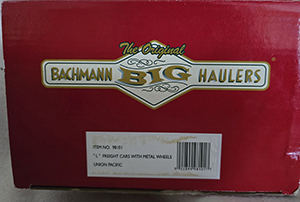 The Original
BACHMANN BIG HAULERS
ITEM NO. 98101
"L" FREIGHT CARS WITH METAL WHEELS
UNION PACIFIC